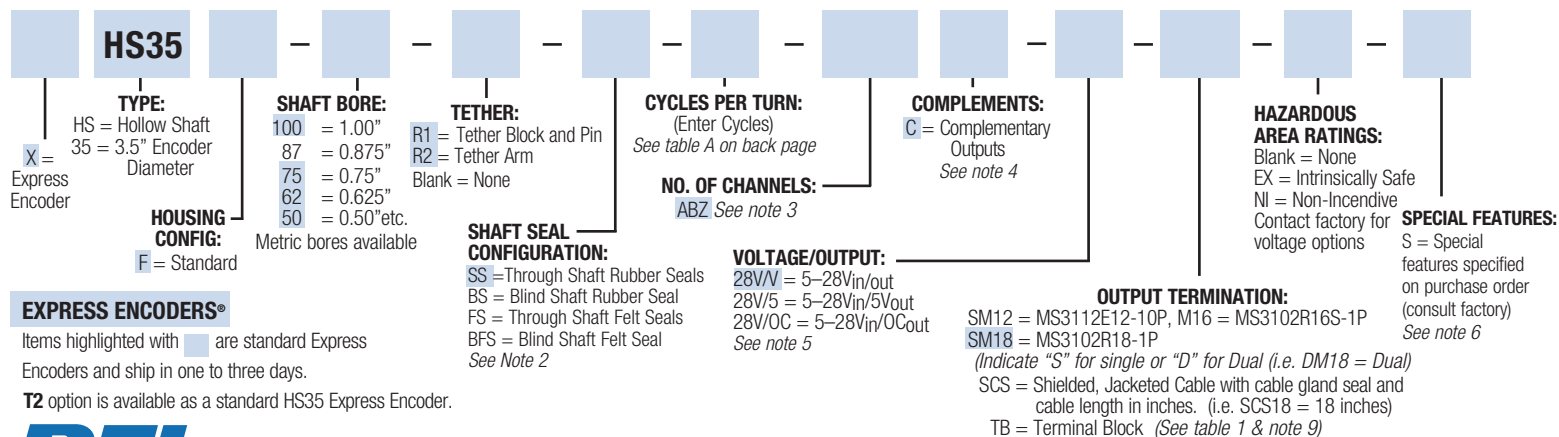 HS35 – – – – – – – – –
TYPE:
HS = Hollow Shaft
35 = 3.5” Encoder
Diameter
X =
Express
Encoder
HOUSING
CONFIG:
F = Standard
SHAFT BORE:
100 = 1.00”
87 = 0.875”
75 = 0.75”
62 = 0.625”
50 = 0.50”etc.
Metric bores available
TETHER:
R1 = Tether Block and Pin
R2 = Tether Arm
Blank = None
SHAFT SEAL
CONFIGURATION:
SS =Through Shaft Rubber Seals
BS = Blind Shaft Rubber Seal
FS = Through Shaft Felt Seals
BFS = Blind Shaft Felt Seal
See Note 2
CYCLES PER TURN:
(Enter Cycles)
See table A on back page
NO. OF CHANNELS:
ABZ See note 3
COMPLEMENTS:
C = Complementary
Outputs
See note 4
VOLTAGE/OUTPUT:
28V/V = 5–28Vin/out
28V/5 = 5–28Vin/5Vout
28V/OC = 5–28Vin/OCout
See note 5
OUTPUT TERMINATION:
SM12 = MS3112E12-10P, M16 = MS3102R16S-1P
SM18 = MS3102R18-1P
(Indicate “S” for single or “D” for Dual (i.e. DM18 = Dual)
SCS = Shielded, Jacketed Cable with cable gland seal and
cable length in inches. (i.e. SCS18 = 18 inches)
TB = Terminal Block (See table 1 & note 9)
HAZARDOUS
AREA RATINGS:
Blank = None
EX = Intrinsically Safe
NI = Non-Incendive
Contact factory for
voltage options
SPECIAL FEATURES:
S = Special
features specified
on purchase order
(consult factory)
See note 6
EXPRESS ENCODERS®
Items highlighted with are standard Express
Encoders and ship in one to three days.
T2 option is available as a standard HS35 Express Encoder.